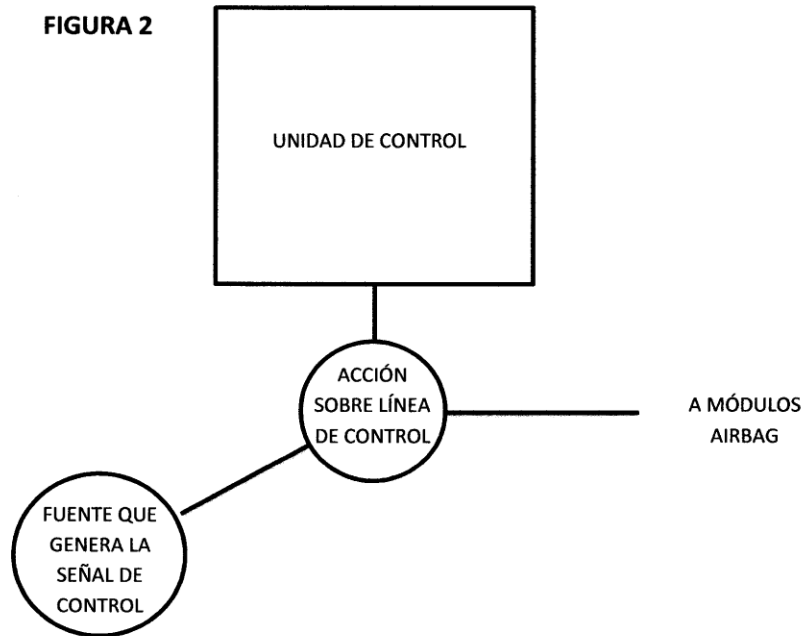 FIGURA 2
UNIDAD DE CONTROL
ACCIÓN
SOBRE LÍNEA
DE CONTROL
A MÓDULOS
AIRBAG
FUENTE QUE
GENERA LA
SEÑAL DE
CONTROL